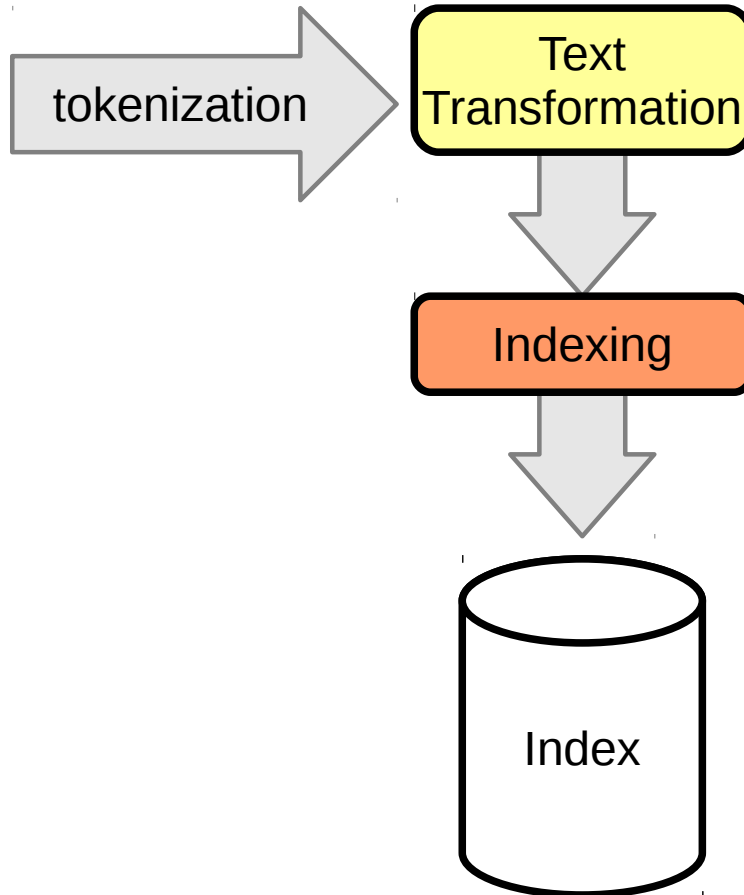 tokenization
Text
Transformation
Indexing
Index